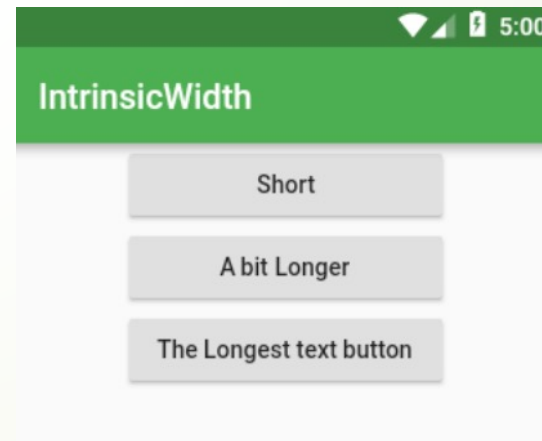 5:00
IntrinsicWidth
Short
A bit Longer
The Longest text button